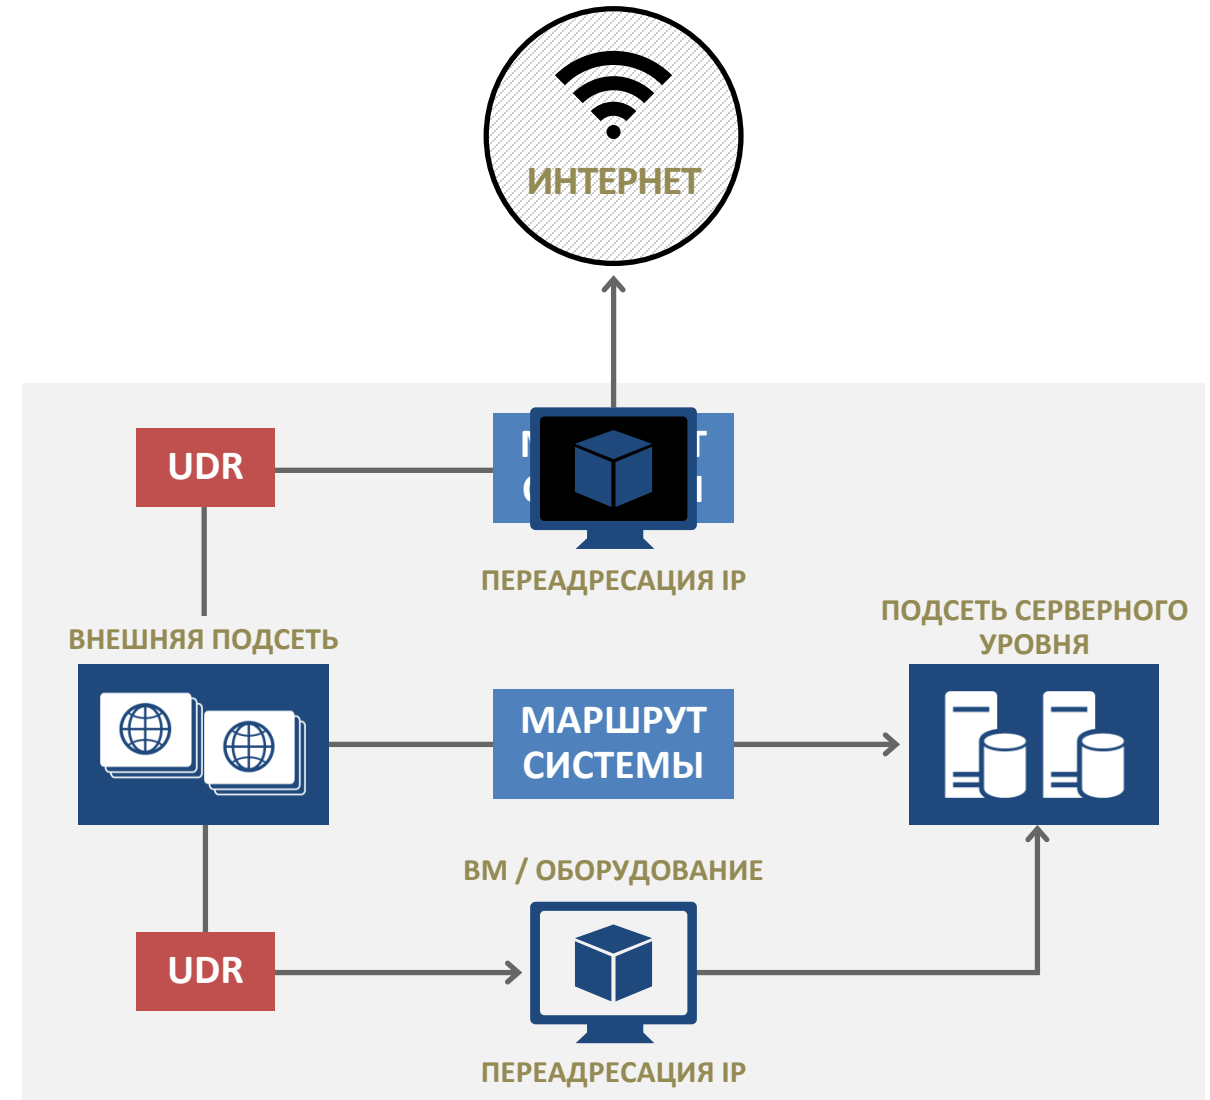 ИНТЕРНЕТ
UDR
ПЕРЕАДРЕСАЦИЯ IP
ПОДСЕТЬ СЕРВЕРНОГО
УРОВНЯ
ВНЕШНЯЯ ПОДСЕТЬ
МАРШРУТ
СИСТЕМЫ
ВМ / ОБОРУДОВАНИЕ
UDR
ПЕРЕАДРЕСАЦИЯ IP